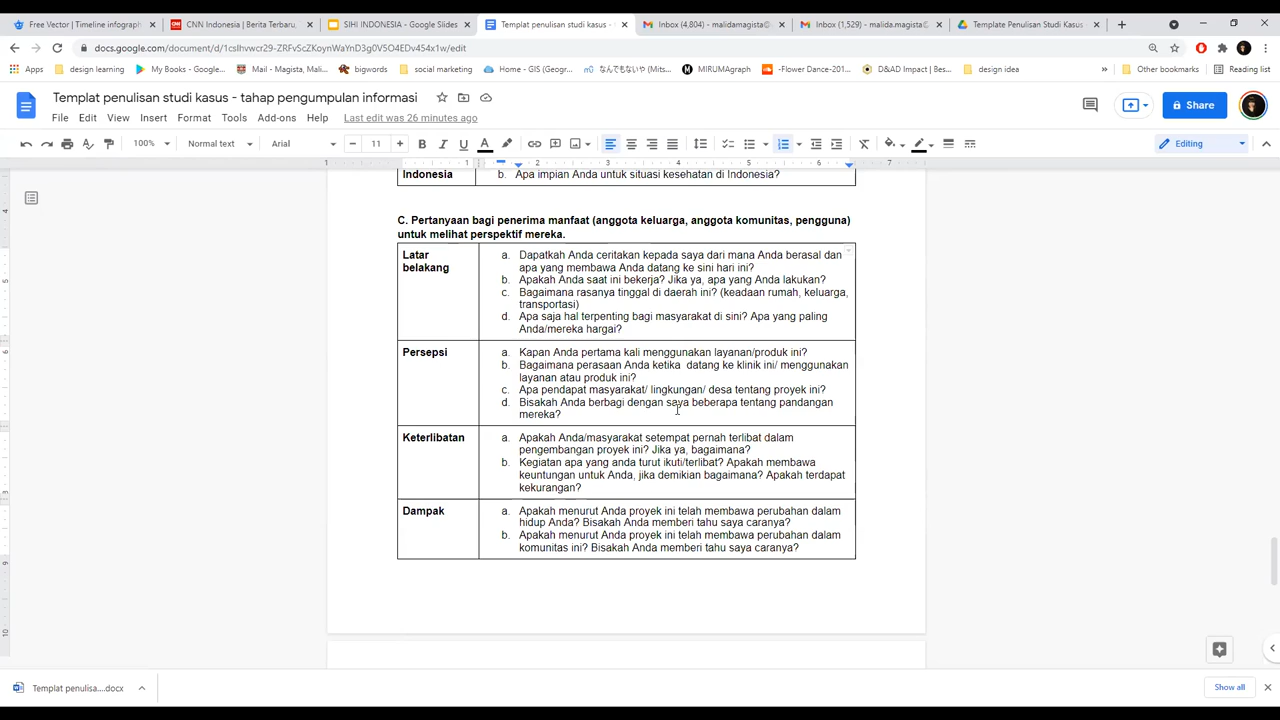 Free Vector | Timeline infograph
CNN Indonesia | Berita Terbaru,
SIHI INDONESIA - Google Slides
Templat penulisan studi kasus -
Inbox (4,804) - malidamagista@
Inbox (1,529) - malida.magista@
Template Penulisan Studi Kasus
docs.google.com/document/d/1cslhvwcr29-ZRFvScZKoynWaYnD3g0V5O4EDv454x1w/edit
Apps
design learning
My Books - Google...
Mail - Magista, Mali...
bigwords
social marketing
Home - GIS (Geogr...
なんでもないや (Mits...
MIRUMAgraph
-Flower Dance-201...
D&AD Impact | Bes...
design idea
Other bookmarks
Reading list
Templat penulisan studi kasus - tahap pengumpulan informasi
File Edit View Insert Format Tools Add-ons Help
Last edit was 26 minutes ago
Share
100%
Normal text
Arial
11
Editing
Indonesia
b. Apa impian Anda untuk situasi kesehatan di Indonesia?
C. Pertanyaan bagi penerima manfaat (anggota keluarga, anggota komunitas, pengguna)
untuk melihat perspektif mereka.
Latar
belakang
a. Dapatkah Anda ceritakan kepada saya dari mana Anda berasal dan
apa yang membawa Anda datang ke sini hari ini?
b. Apakah Anda saat ini bekerja? Jika ya, apa yang Anda lakukan?
c. Bagaimana rasanya tinggal di daerah ini? (keadaan rumah, keluarga,
transportasi)
d. Apa saja hal terpenting bagi masyarakat di sini? Apa yang paling
Anda/mereka hargai?
Persepsi
a. Kapan Anda pertama kali menggunakan layanan/produk ini?
b. Bagaimana perasaan Anda ketika datang ke klinik ini/ menggunakan
layanan atau produk ini?
c. Apa pendapat masyarakat/ lingkungan/ desa tentang proyek ini?
d. Bisakah Anda berbagi dengan saya beberapa tentang pandangan
mereka?
Keterlibatan
a. Apakah Anda/masyarakat setempat pernah terlibat dalam
pengembangan proyek ini? Jika ya, bagaimana?
b. Kegiatan apa yang anda turut ikuti/terlibat? Apakah membawa
keuntungan untuk Anda, jika demikian bagaimana? Apakah terdapat
kekurangan?
Dampak
a. Apakah menurut Anda proyek ini telah membawa perubahan dalam
hidup Anda? Bisakah Anda memberi tahu saya caranya?
b. Apakah menurut Anda proyek ini telah membawa perubahan dalam
komunitas ini? Bisakah Anda memberi tahu saya caranya?
Templat penulisa....docx
Show all